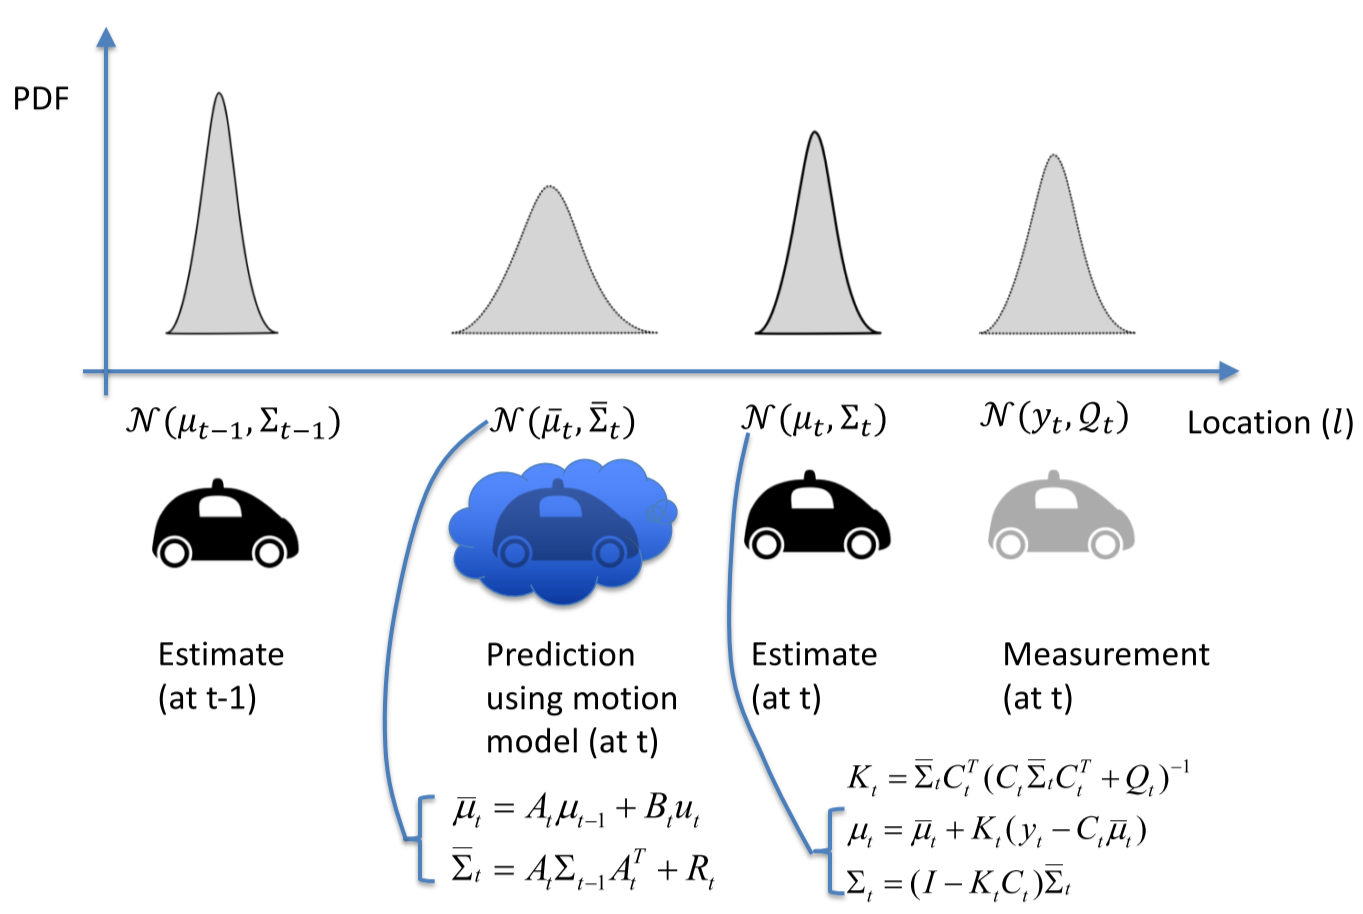 PDF
𝒩(μ_{t−1}, Σ_{t−1})
𝒩(μ̄_t, Σ̄_t)
𝒩(μ_t, Σ_t)
𝒩(y_t, 𝒬_t)
Location (l)
Estimate
(at t-1)
Prediction
using motion
model (at t)
Estimate
(at t)
Measurement
(at t)
μ̄_t = A_t μ_{t−1} + B_t u_t
Σ̄_t = A_t Σ_{t−1} A_t^T + R_t
K_t = Σ̄_t C_t^T (C_t Σ̄_t C_t^T + Q_t)^{−1}
μ_t = μ̄_t + K_t (y_t − C_t μ̄_t)
Σ_t = (I − K_t C_t) Σ̄_t